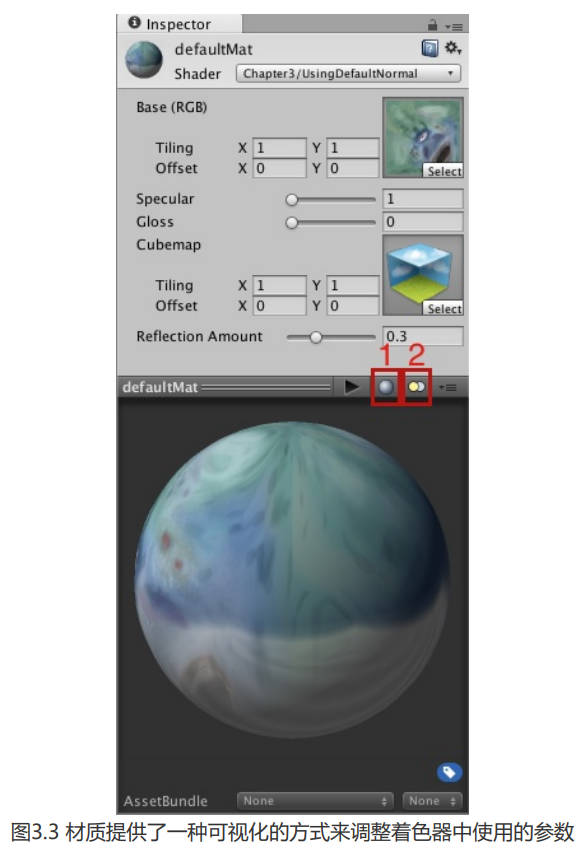 Inspector
defaultMat
Shader Chapter3/UsingDefaultNormal
Base (RGB)
Tiling X 1 Y 1
Offset X 0 Y 0
Select
Specular 1
Gloss 0
Cubemap
Tiling X 1 Y 1
Offset X 0 Y 0
Select
Reflection Amount 0.3
1 2
defaultMat
AssetBundle None None
图3.3 材质提供了一种可视化的方式来调整着色器中使用的参数